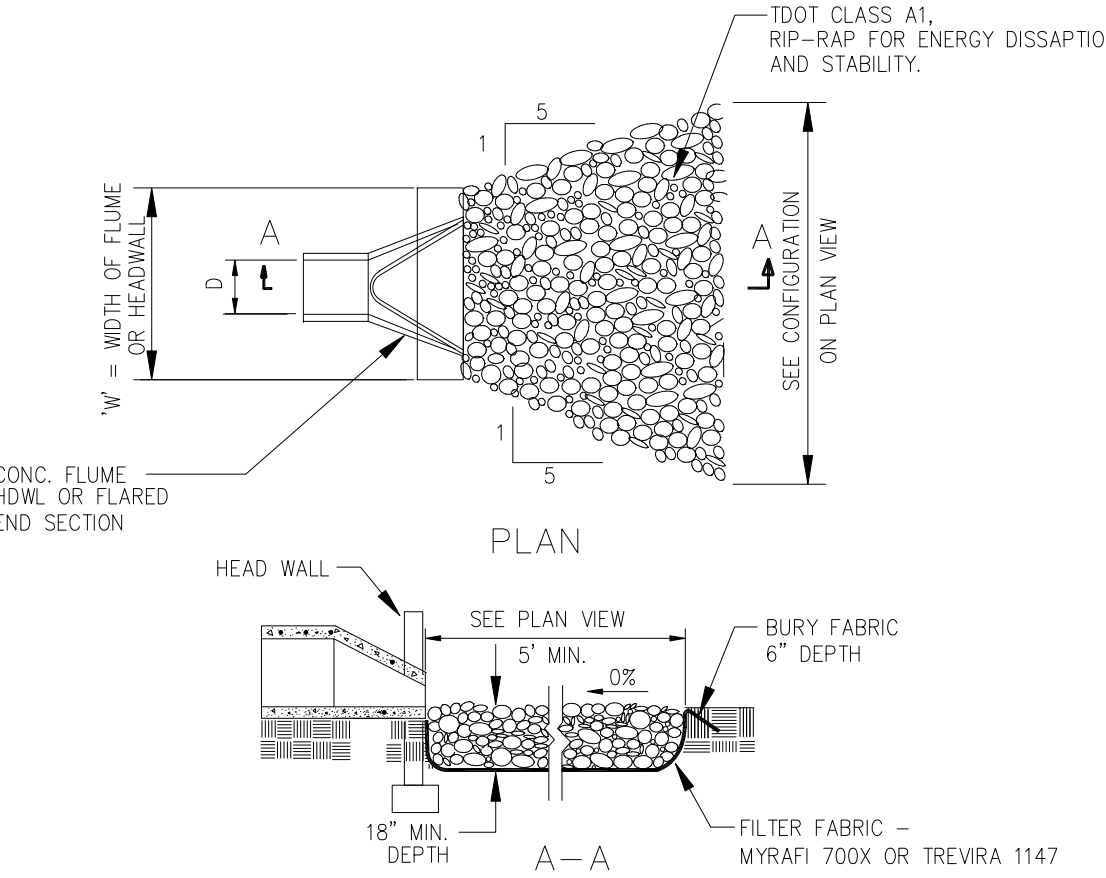 TDOT CLASS A1,
RIP-RAP FOR ENERGY DISSAPTIO
AND STABILITY.
5
1
'W' = WIDTH OF FLUME
OR HEADWALL
A
D
A
SEE CONFIGURATION
ON PLAN VIEW
1
5
CONC. FLUME
HDWL OR FLARED
END SECTION
PLAN
HEAD WALL
SEE PLAN VIEW
5' MIN.
0%
BURY FABRIC
6" DEPTH
18" MIN.
DEPTH
A-A
FILTER FABRIC -
MYRAFI 700X OR TREVIRA 1147